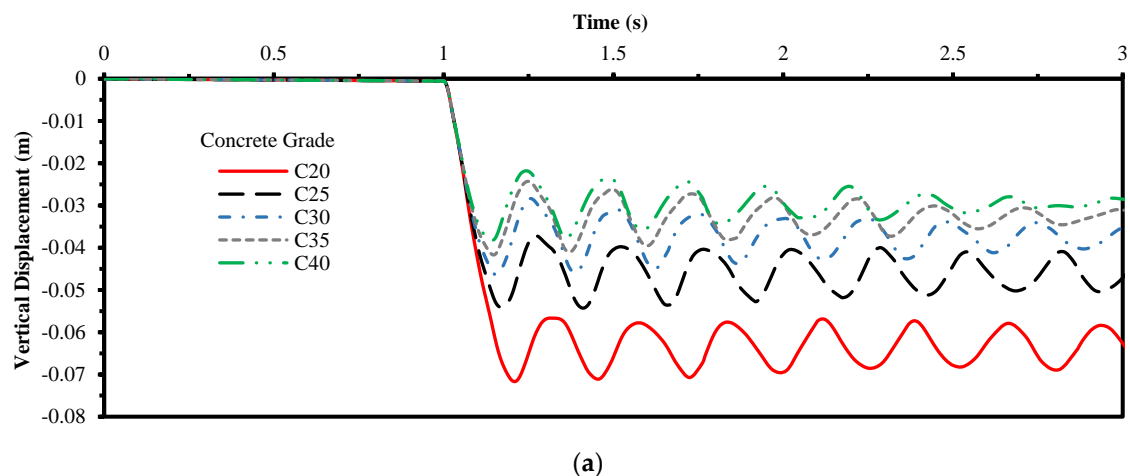 Time (s)
0 0.5 1 1.5 2 2.5 3
0
-0.01
-0.02
-0.03
-0.04
-0.05
-0.06
-0.07
-0.08
Vertical Displacement (m)
Concrete Grade
C20
C25
C30
C35
C40
(a)